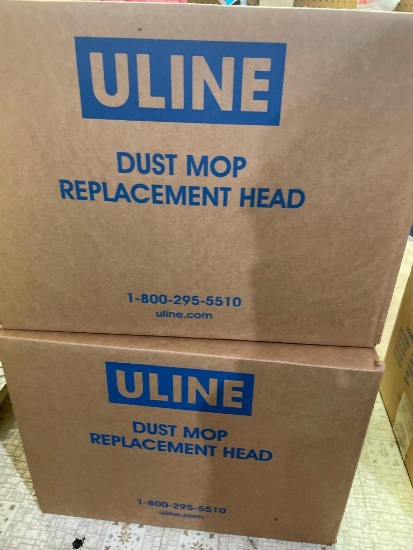 ULINE
DUST MOP
REPLACEMENT HEAD
1-800-295-5510
uline.com
ULINE
DUST MOP
REPLACEMENT HEAD
1-800-295-5510
uline.com